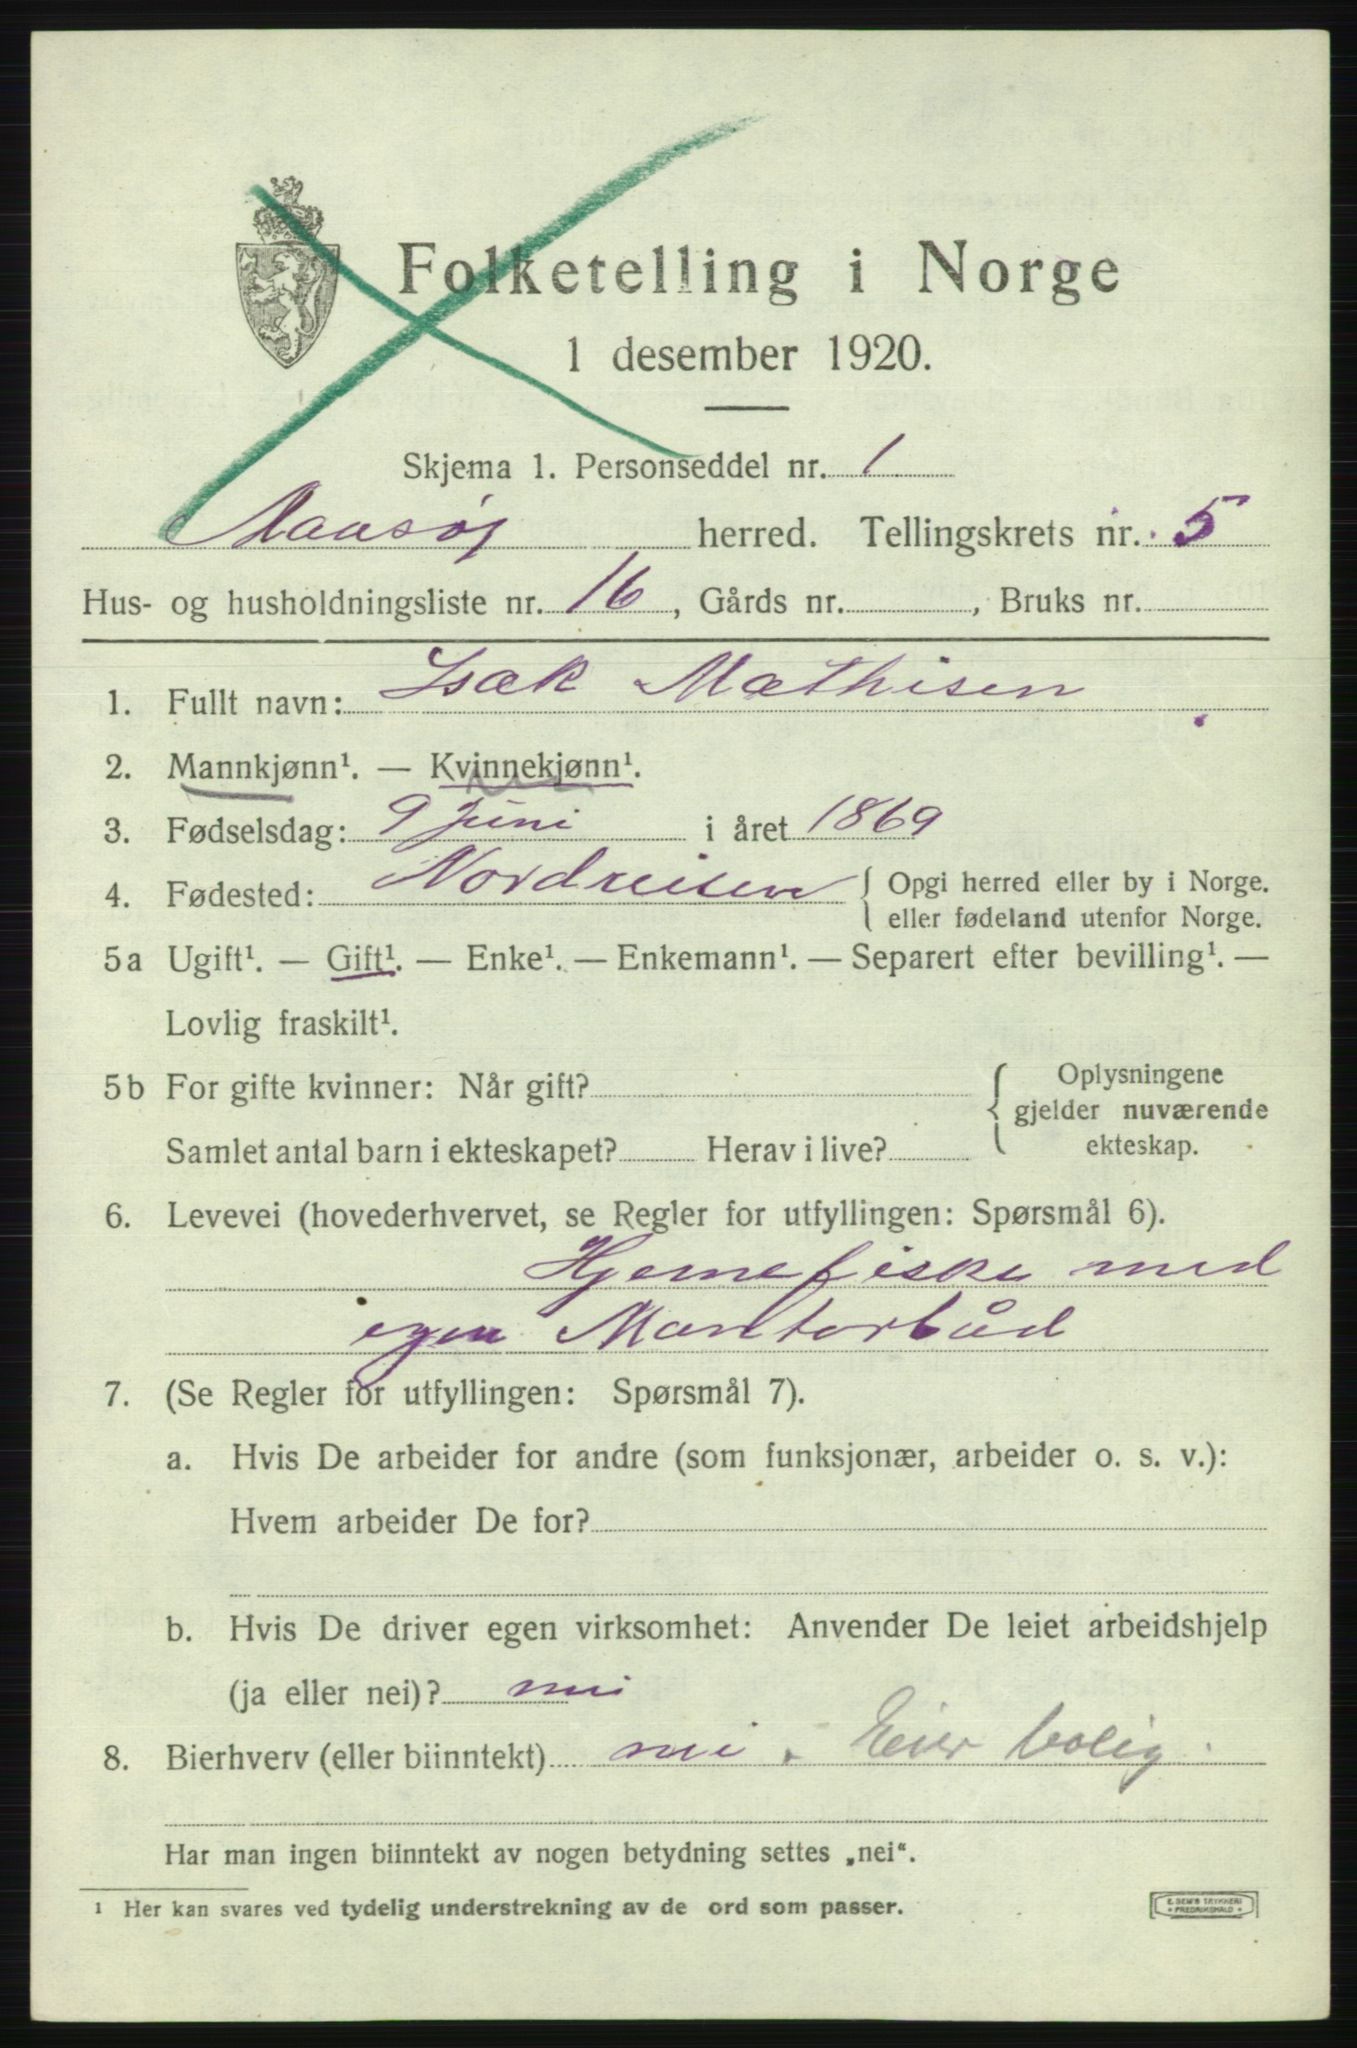 Folketelling i Norge
1 desember 1920.
Skjema 1. Personseddel nr. 1
Maasøy herred. Tellingskrets nr. 5
Hus- og husholdningsliste nr. 16, Gårds nr. , Bruks nr.
1. Fullt navn: Isak Mathisen
2. Mannkjønn¹. — Kvinnekjønn¹.
3. Fødselsdag: 9 Juni i året 1869
4. Fødested: Nordreisen { Opgi herred eller by i Norge.
eller fødeland utenfor Norge.
5a Ugift¹. — Gift¹. — Enke¹. — Enkemann¹. — Separert efter bevilling¹. —
Lovlig fraskilt¹.
5b For gifte kvinner: Når gift? { Oplysningene
gjelder nuværende
Samlet antal barn i ekteskapet? Herav i live? ekteskap.
6. Levevei (hovederhvervet, se Regler for utfyllingen: Spørsmål 6).
Hjemefiske med
egen Mortorbåd
7. (Se Regler for utfyllingen: Spørsmål 7).
a. Hvis De arbeider for andre (som funksjonær, arbeider o. s. v.):
Hvem arbeider De for?
b. Hvis De driver egen virksomhet: Anvender De leiet arbeidshjelp
(ja eller nei)? nei
8. Bierhverv (eller biinntekt) nei. Eier bolig.
Har man ingen biinntekt av nogen betydning settes „nei“.
¹ Her kan svares ved tydelig understrekning av de ord som passer.
E. SEM'S TRYKKERI
FREDRIKSHALD